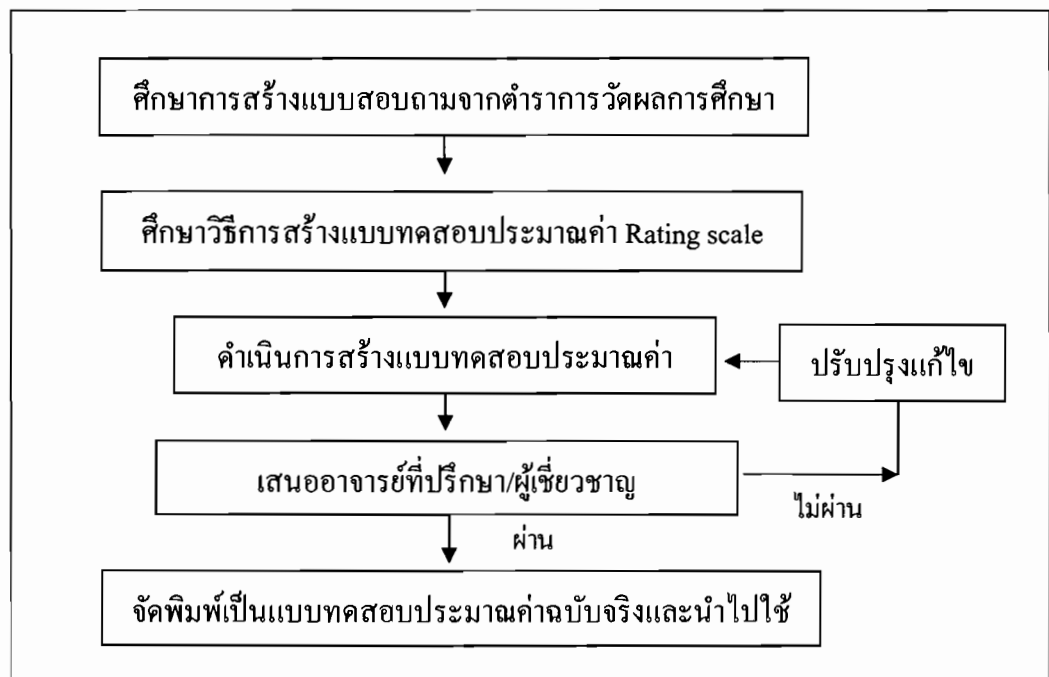 ศึกษาการสร้างแบบสอบถามจากตำราการวัดผลการศึกษา
ศึกษาวิธีการสร้างแบบทดสอบประมาณค่า Rating scale
ดำเนินการสร้างแบบทดสอบประมาณค่า
ปรับปรุงแก้ไข
เสนออาจารย์ที่ปรึกษา/ผู้เชี่ยวชาญ
ไม่ผ่าน
ผ่าน
จัดพิมพ์เป็นแบบทดสอบประมาณค่าฉบับจริงและนำไปใช้